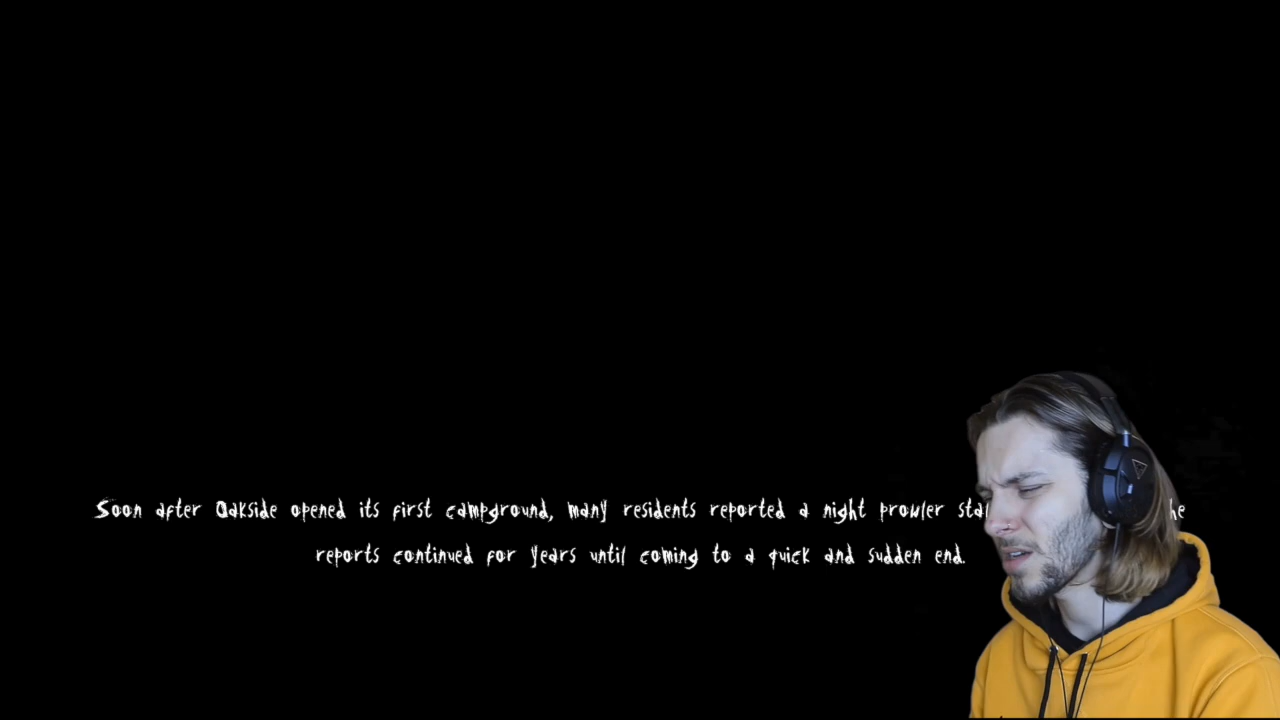 Soon after Oakside opened its first campground, many residents reported a night prowler
reports continued for years until coming to a quick and sudden end.